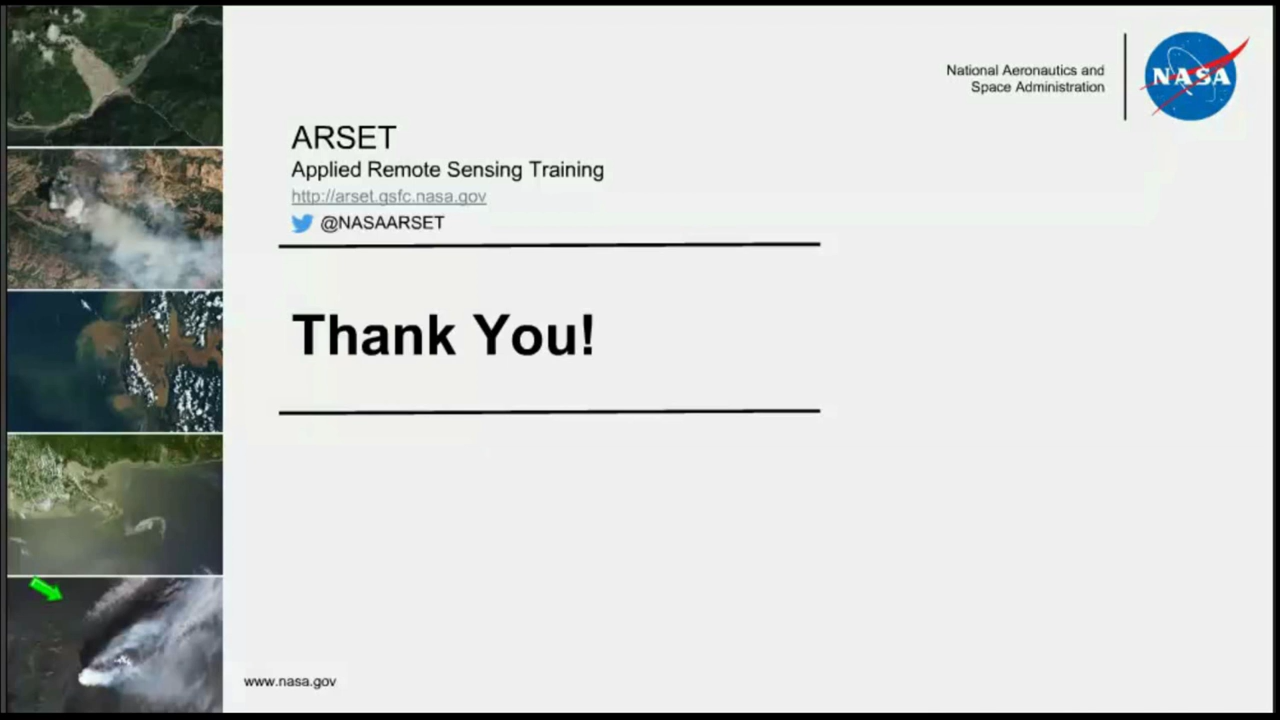 National Aeronautics and
Space Administration
NASA
ARSET
Applied Remote Sensing Training
http://arset.gsfc.nasa.gov
@NASAARSET
Thank You!
www.nasa.gov